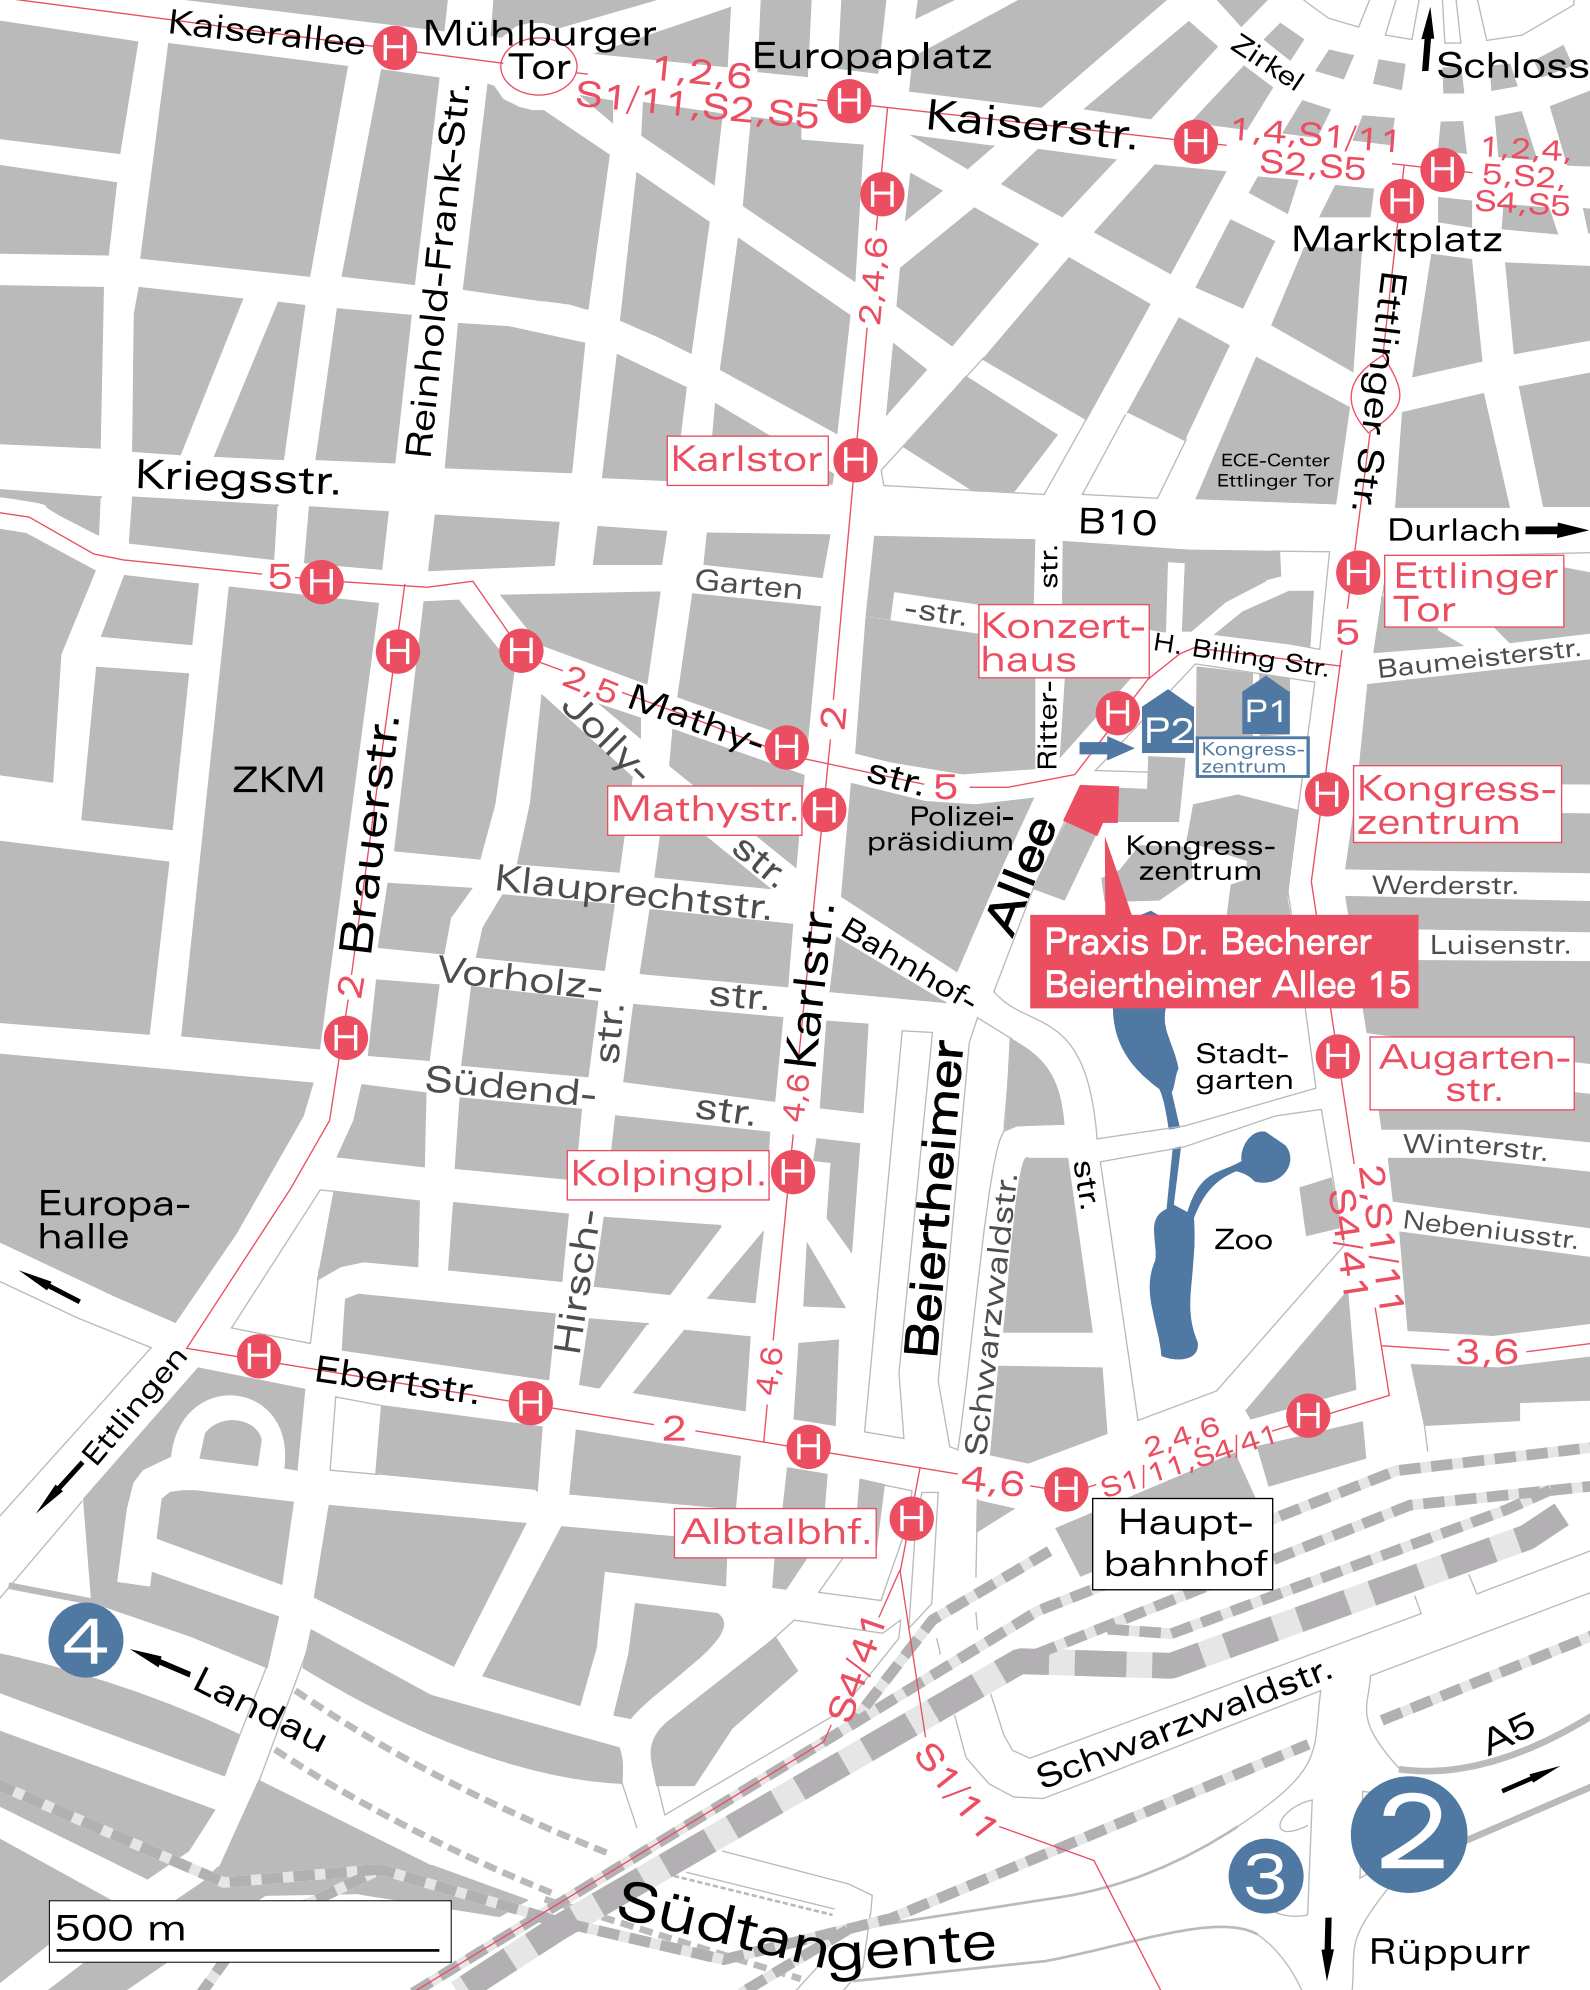 Kaiserallee
H
Mühlburger
Tor
1,2,6
S1/11,S2,S5
Europaplatz
H
Kaiserstr.
Zirkel
Schloss
H
1,4,S1/11
S2,S5
H
1,2,4,
5,S2,
S4,S5
H
Marktplatz
Reinhold-Frank-Str.
H
2,4,6
Ettlinger Str.
Kriegsstr.
Karlstor
H
ECE-Center
Ettlinger Tor
B10
Durlach
5
H
Garten
-str.
Ritter-
str.
H
Ettlinger
Tor
5
Konzert-
haus
H. Billing Str.
Baumeisterstr.
H
H
2,5
Mathy-
H
str.
5
2
Jolly-
str.
H
P2
P1
Kongress-
zentrum
ZKM
Brauerstr.
Mathystr.
H
Polizei-
präsidium
H
Kongress-
zentrum
Kongress-
zentrum
Allee
Klauprechtstr.
Werderstr.
Karlstr.
Bahnhof-
str.
Praxis Dr. Becherer
Beiertheimer Allee 15
Luisenstr.
2
Vorholz-
str.
H
Südend-
str.
Hirsch-
str.
4,6
Beiertheimer
Stadt-
garten
H
Augarten-
str.
Winterstr.
Kolpingpl.
H
Schwarzwaldstr.
Zoo
2,S1/11
S4/41
Nebeniusstr.
Europa-
halle
H
Ebertstr.
H
2
4,6
H
3,6
Ettlingen
4,6
H
2,4,6
S1/11,S4/41
H
Albtalbhf.
H
Haupt-
bahnhof
4
Landau
S4/41
S1/11
Schwarzwaldstr.
A5
2
3
Südtangente
500 m
Rüppurr